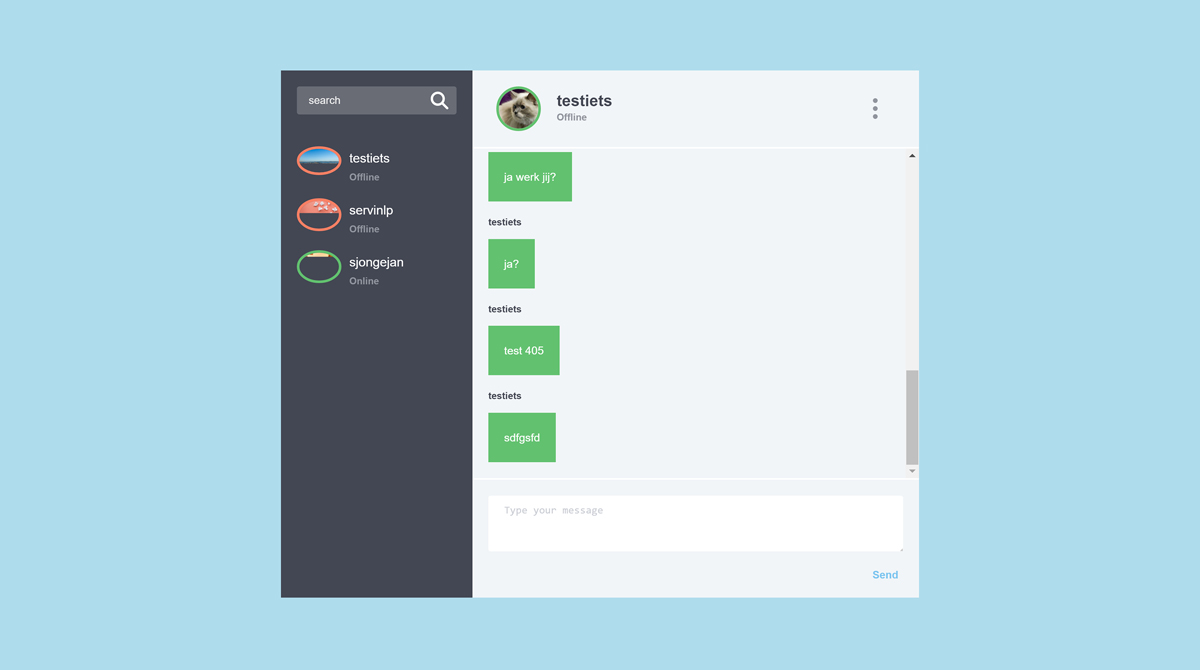 search
testiets
Offline
servinlp
Offline
sjongejan
Online
testiets
Offline
ja werk jij?
testiets
ja?
testiets
test 405
testiets
sdfgsfd
Type your message
Send